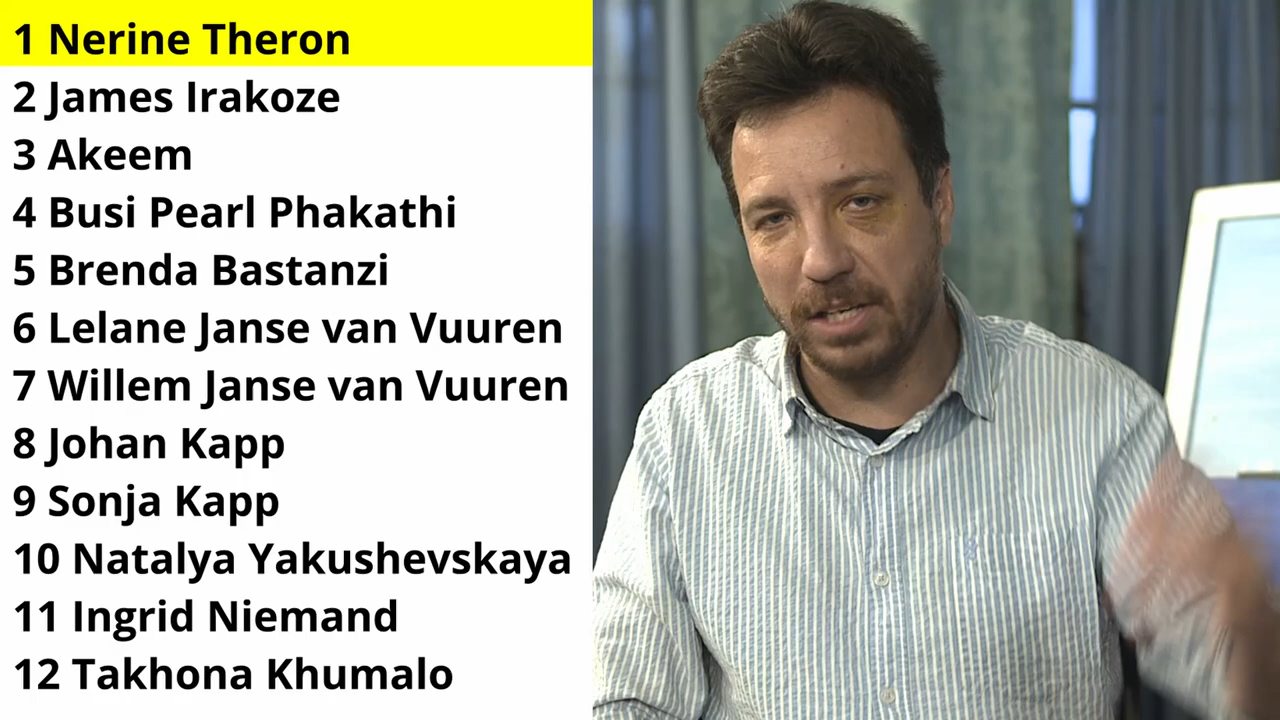 1 Nerine Theron
2 James Irakoze
3 Akeem
4 Busi Pearl Phakathi
5 Brenda Bastanzi
6 Lelane Janse van Vuuren
7 Willem Janse van Vuuren
8 Johan Kapp
9 Sonja Kapp
10 Natalya Yakushevskaya
11 Ingrid Niemand
12 Takhona Khumalo